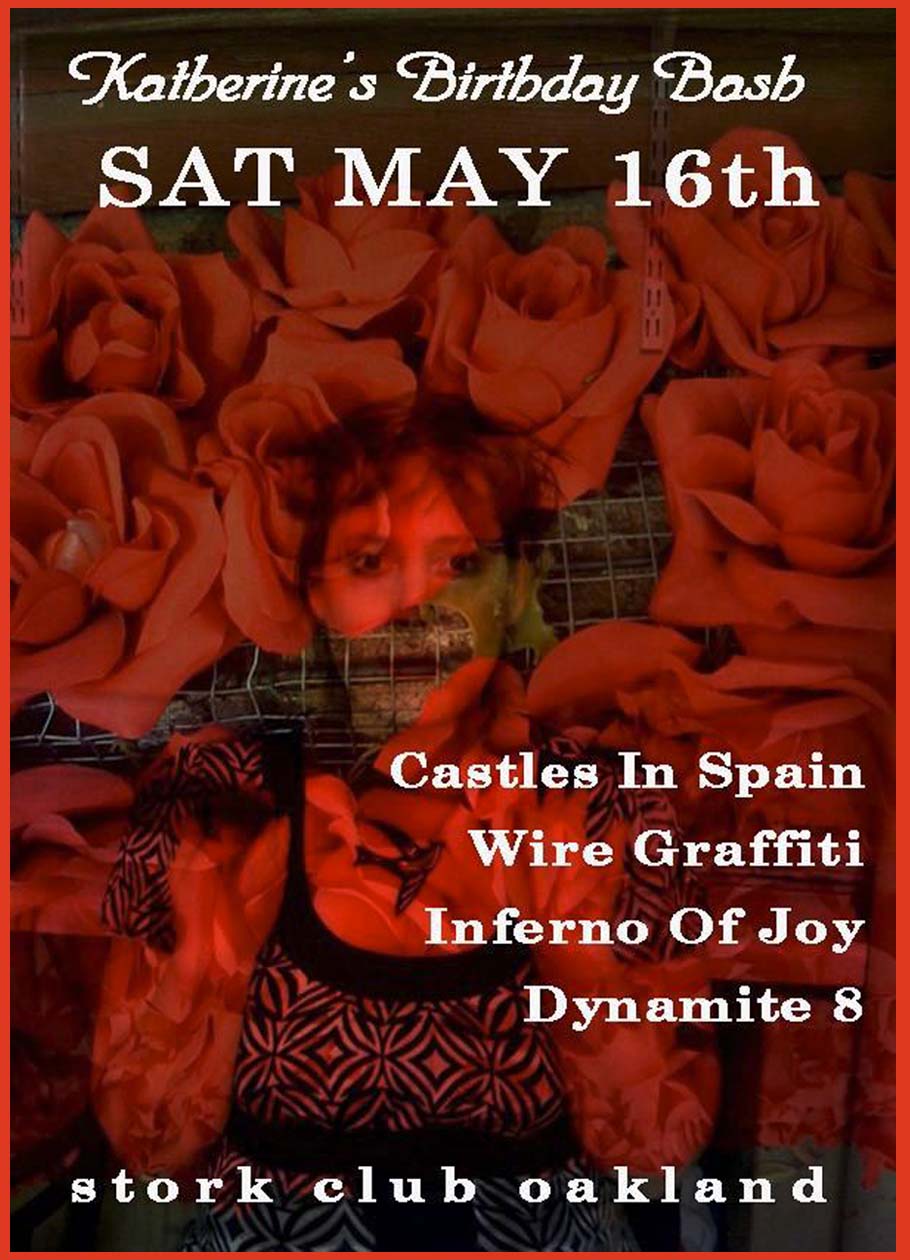 Katherine's Birthday Bash
SAT MAY 16th
Castles In Spain
Wire Graffiti
Inferno Of Joy
Dynamite 8
stork club oakland